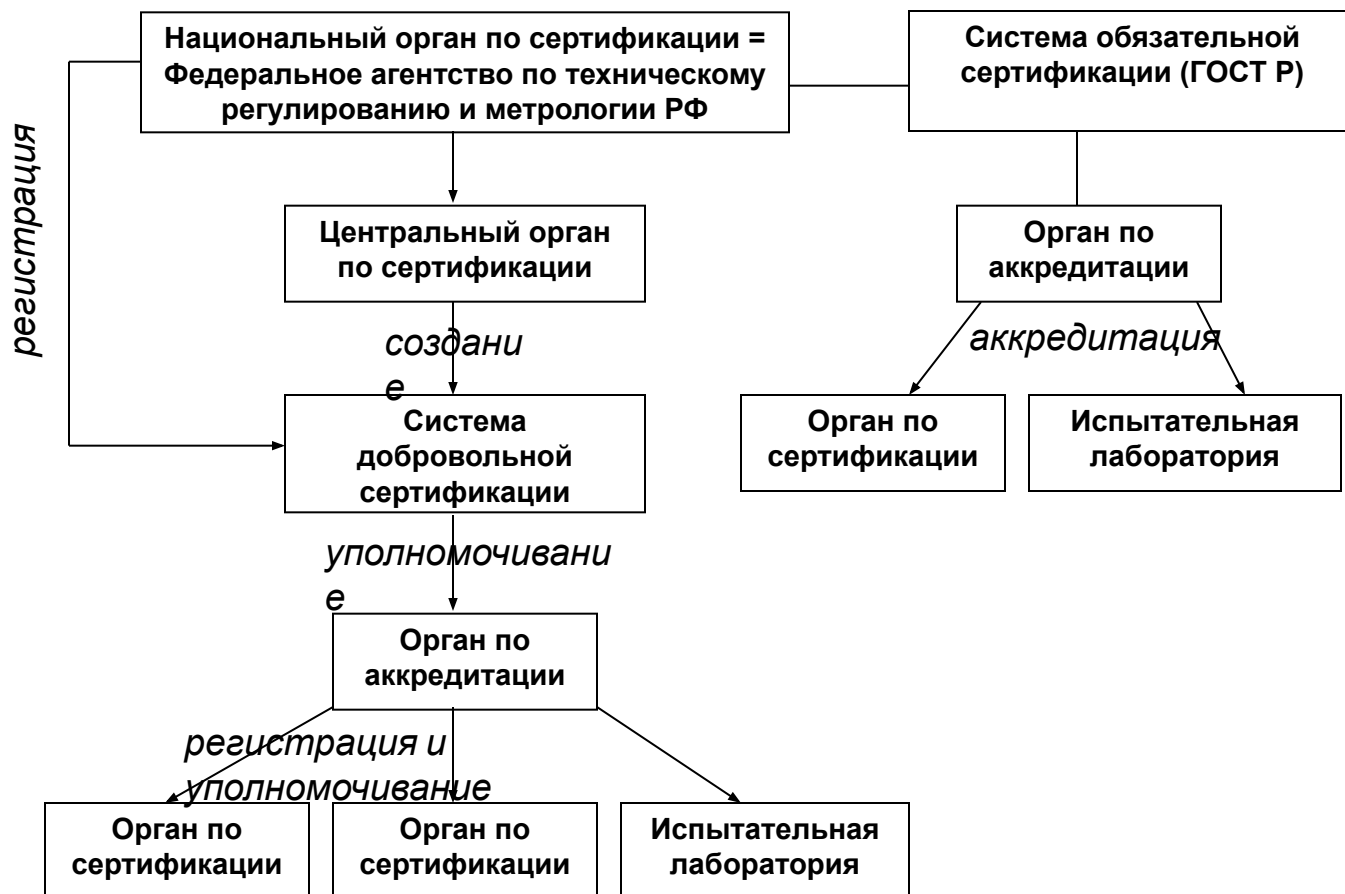 Национальный орган по сертификации =
Федеральное агентство по техническому
регулированию и метрологии РФ
Система обязательной
сертификации (ГОСТ Р)
регистрация
Центральный орган
по сертификации
Орган по
аккредитации
создани
е
аккредитация
Система
добровольной
сертификации
Орган по
сертификации
Испытательная
лаборатория
уполномочивани
е
Орган по
аккредитации
регистрация и
уполномочивание
Орган по
сертификации
Орган по
сертификации
Испытательная
лаборатория